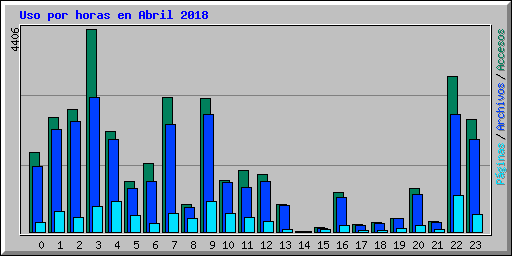 Uso por horas en Abril 2018
4406
Páginas / Archivos / Accesos
0 1 2 3 4 5 6 7 8 9 10 11 12 13 14 15 16 17 18 19 20 21 22 23